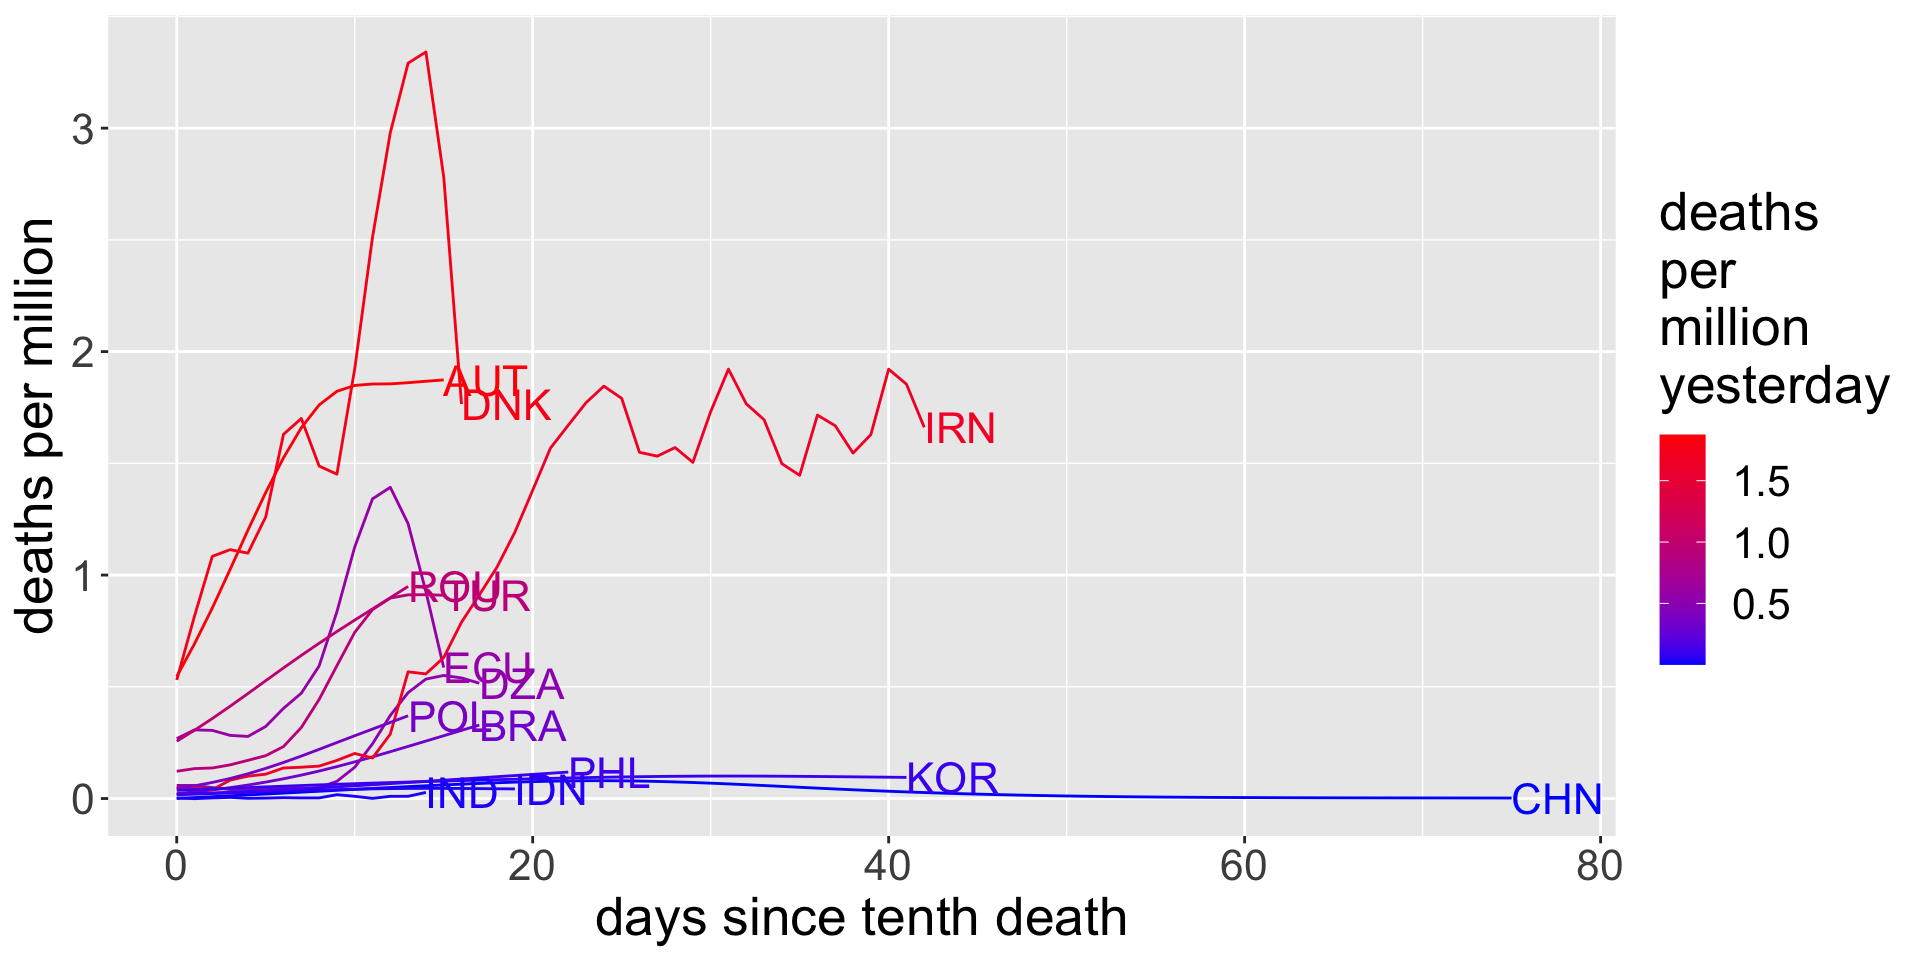 deaths per million
3
2
1
0
AUT
DNK
IRN
ROU
TUR
ECU
DZA
POL
BRA
PHL
KOR
IND
IDN
CHN
0 20 40 60 80
days since tenth death
deaths
per
million
yesterday
1.5
1.0
0.5